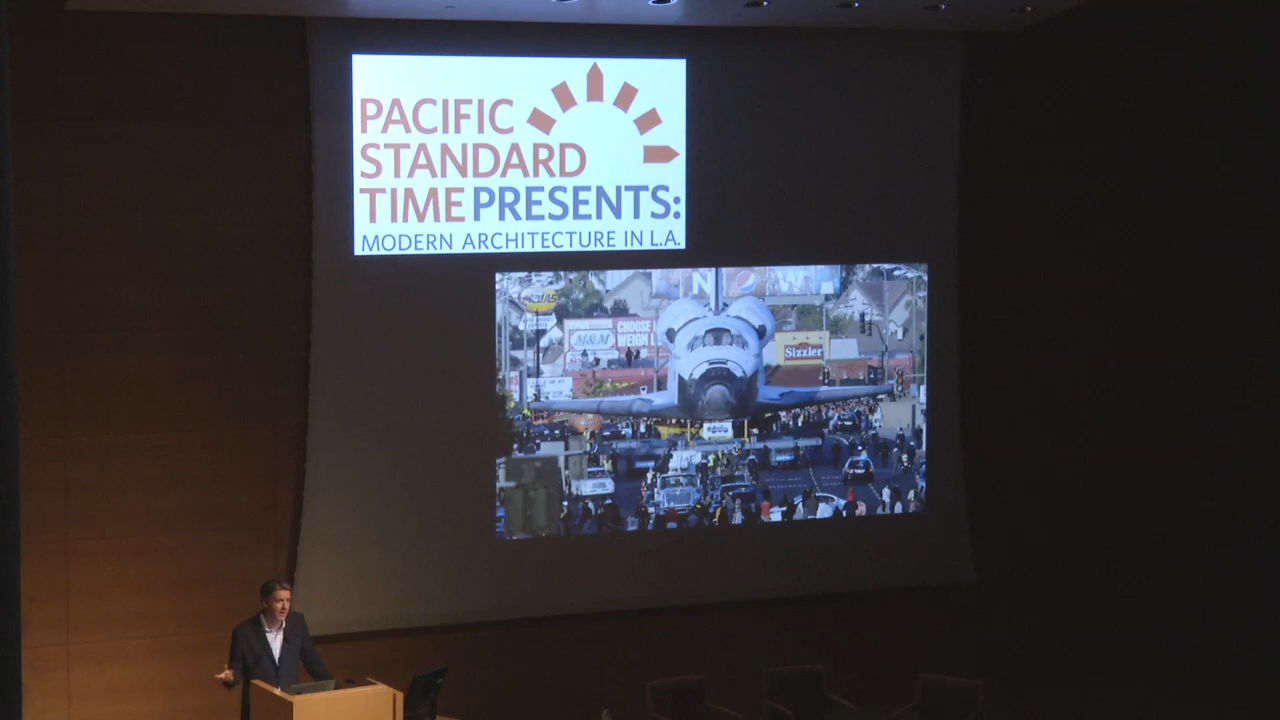 PACIFIC
STANDARD
TIME PRESENTS:
MODERN ARCHITECTURE IN L.A.
N
W
CHOOSE
M&M
WEIGH
Sizzler